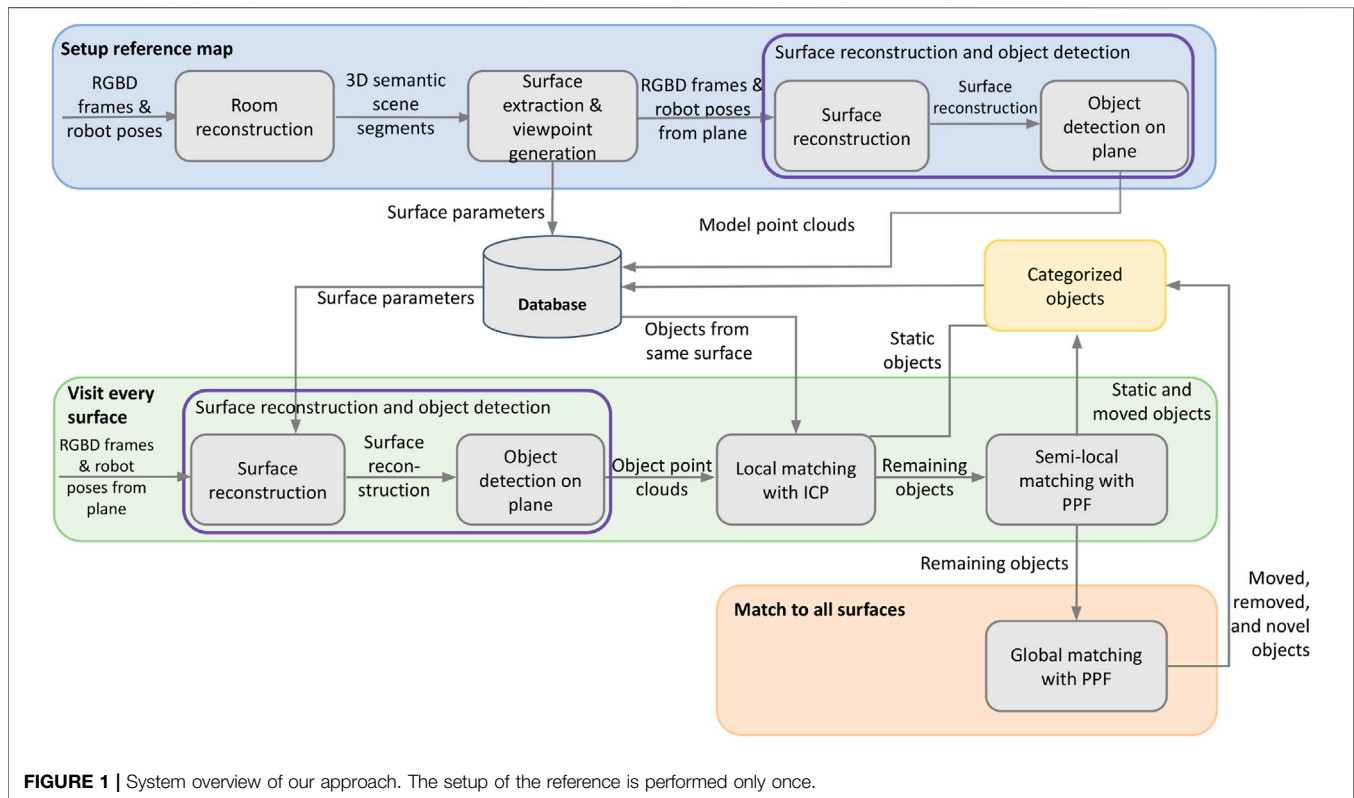 Setup reference map
RGBD
frames &
robot poses
Room
reconstruction
3D semantic
scene
segments
Surface
extraction &
viewpoint
generation
RGBD frames &
robot poses
from plane
Surface reconstruction and object detection
Surface
reconstruction
Surface
reconstruction
Object
detection on
plane
Surface parameters
Model point clouds
Database
Surface parameters
Objects from
same surface
Categorized
objects
Static
objects
Visit every
surface
RGBD frames
& robot
poses from
plane
Surface reconstruction and object detection
Surface
reconstruction
Surface
recon-
struction
Object
detection on
plane
Object point
clouds
Local matching
with ICP
Remaining
objects
Semi-local
matching with
PPF
Static and
moved objects
Remaining objects
Match to all surfaces
Global matching
with PPF
Moved,
removed,
and novel
objects
FIGURE 1 | System overview of our approach. The setup of the reference is performed only once.